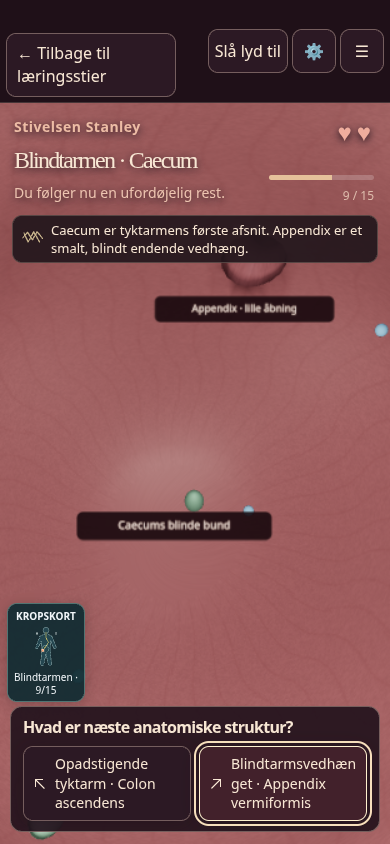 ← Tilbage til
læringsstier
Slå lyd til
Stivelsen Stanley
Blindtarmen · Caecum
Du følger nu en ufordøjelig rest.
9 / 15
Caecum er tyktarmens første afsnit. Appendix er et
smalt, blindt endende vedhæng.
Appendix · lille åbning
Caecums blinde bund
KROPSKORT
Blindtarmen ·
9/15
Hvad er næste anatomiske struktur?
Opadstigende
tyktarm · Colon
ascendens
Blindtarmsvedhæn
get · Appendix
vermiformis